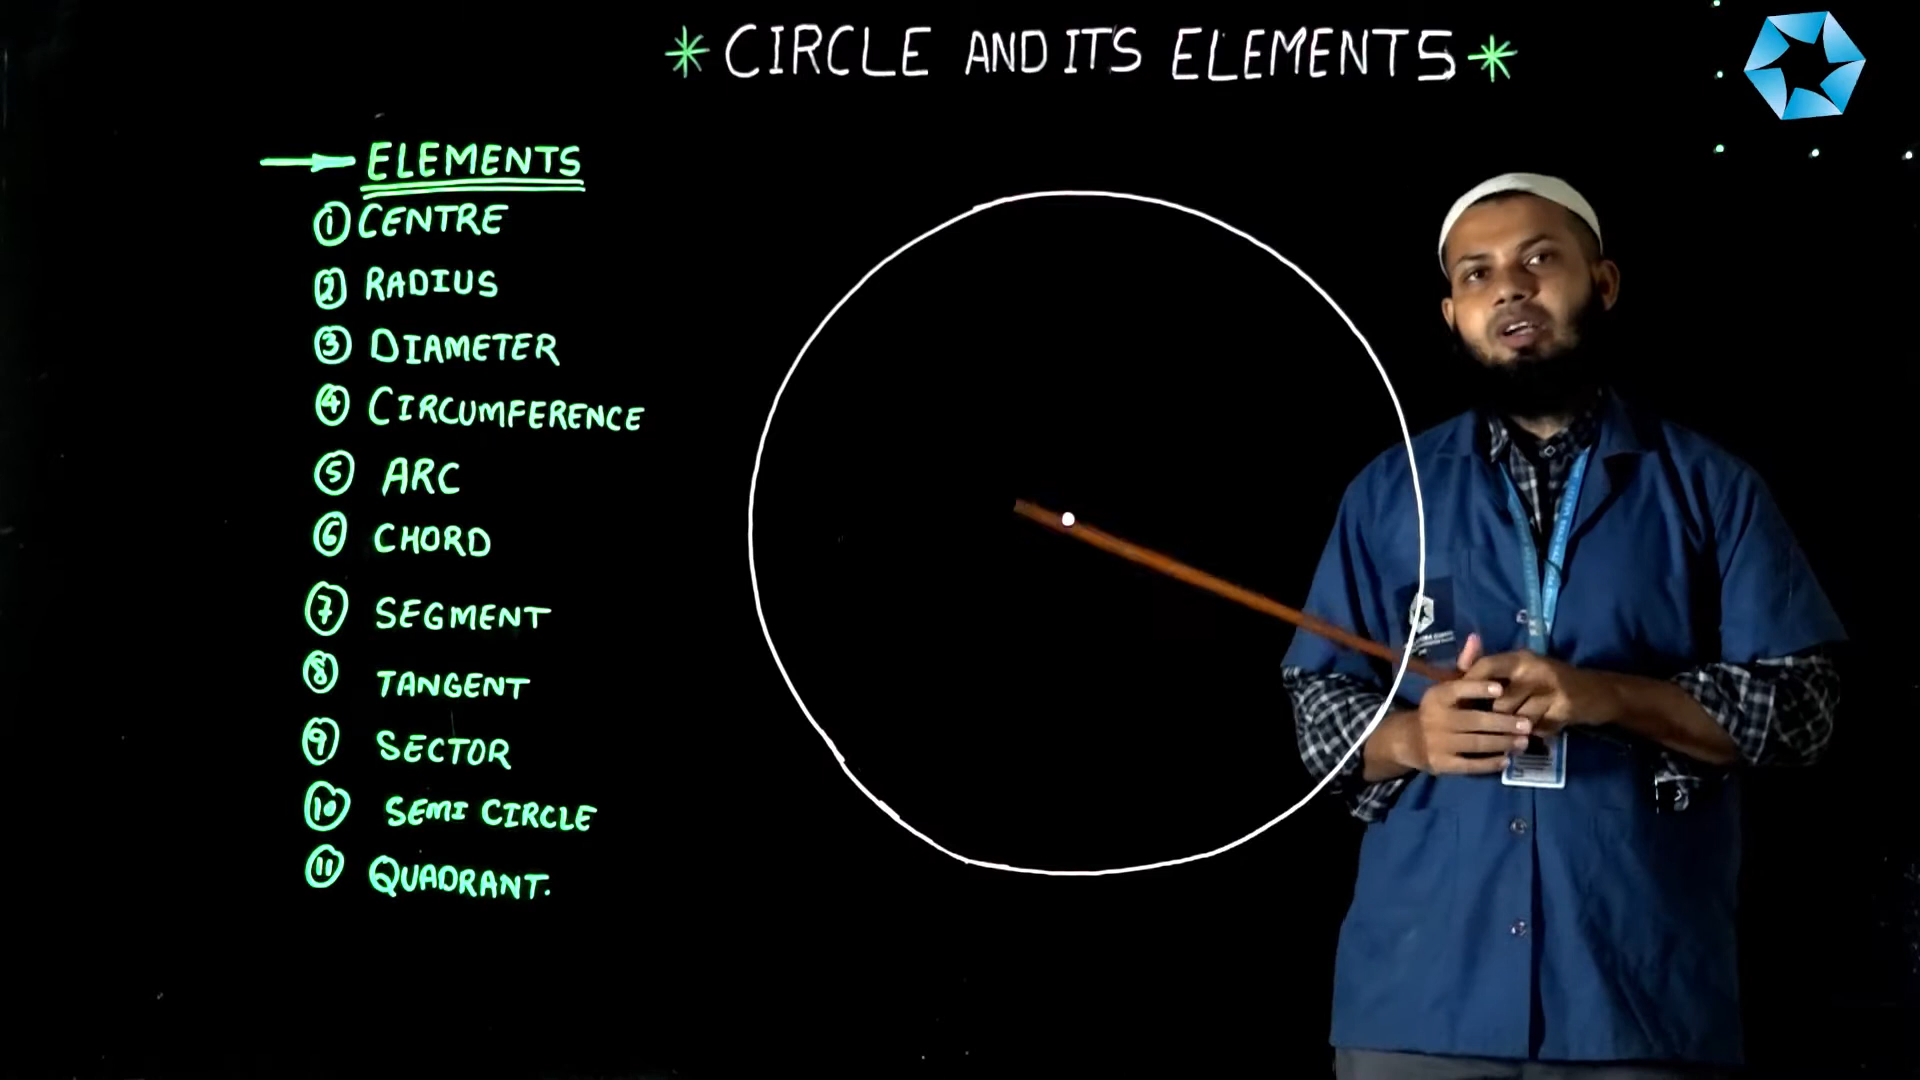 * CIRCLE AND ITS ELEMENTS *
→ ELEMENTS
① CENTRE
② RADIUS
③ DIAMETER
④ CIRCUMFERENCE
⑤ ARC
⑥ CHORD
⑦ SEGMENT
⑧ TANGENT
⑨ SECTOR
⑩ SEMI CIRCLE
⑪ QUADRANT.